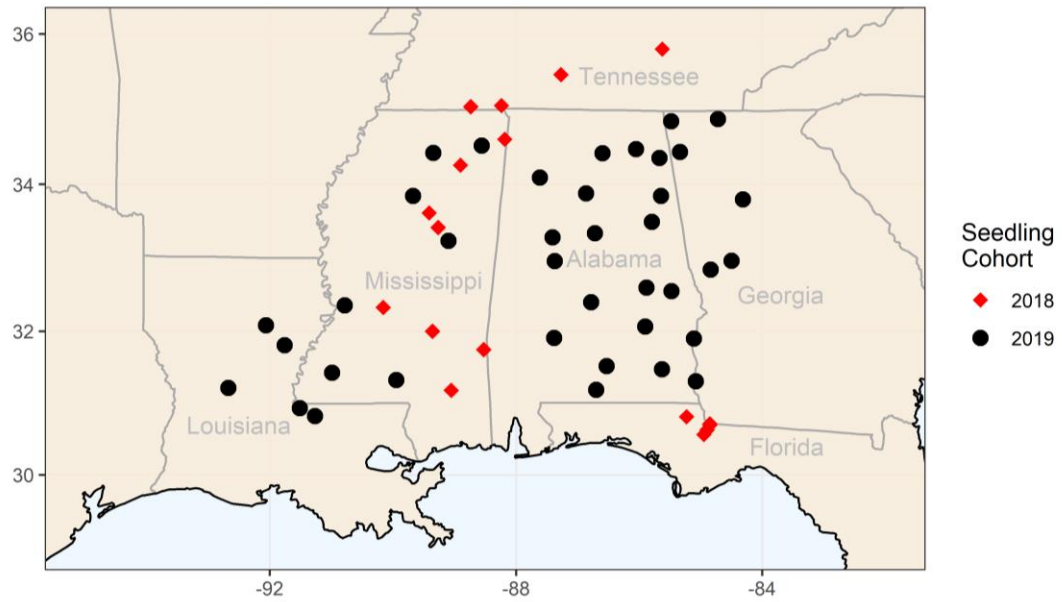 36
Tennessee
34
Alabama
Mississippi
Georgia
32
Louisiana
Florida
30
-92
-88
-84
Seedling
Cohort
2018
2019